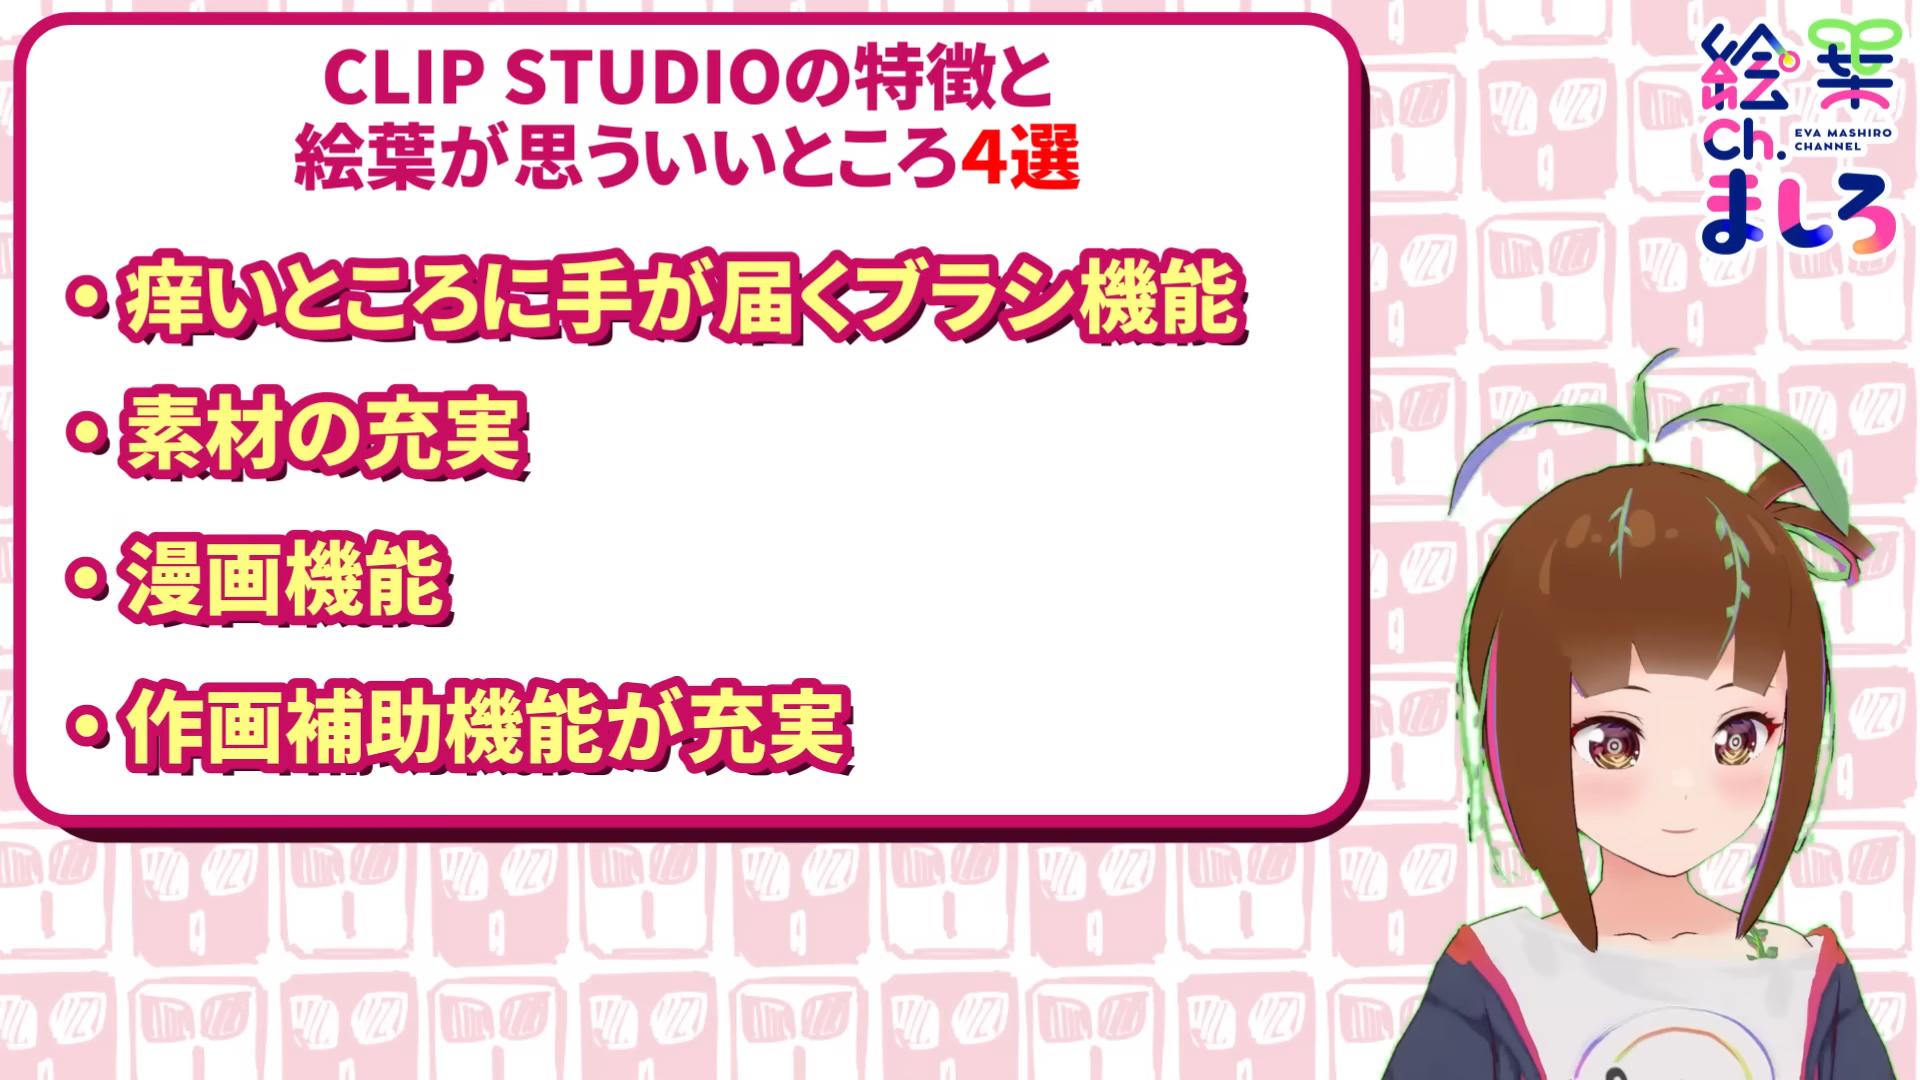 CLIP STUDIOの特徴と
絵葉が思ういいところ4選
・痒いところに手が届くブラシ機能
・素材の充実
・漫画機能
・作画補助機能が充実
絵葉
Ch. EVA MASHIRO CHANNEL
ましろ